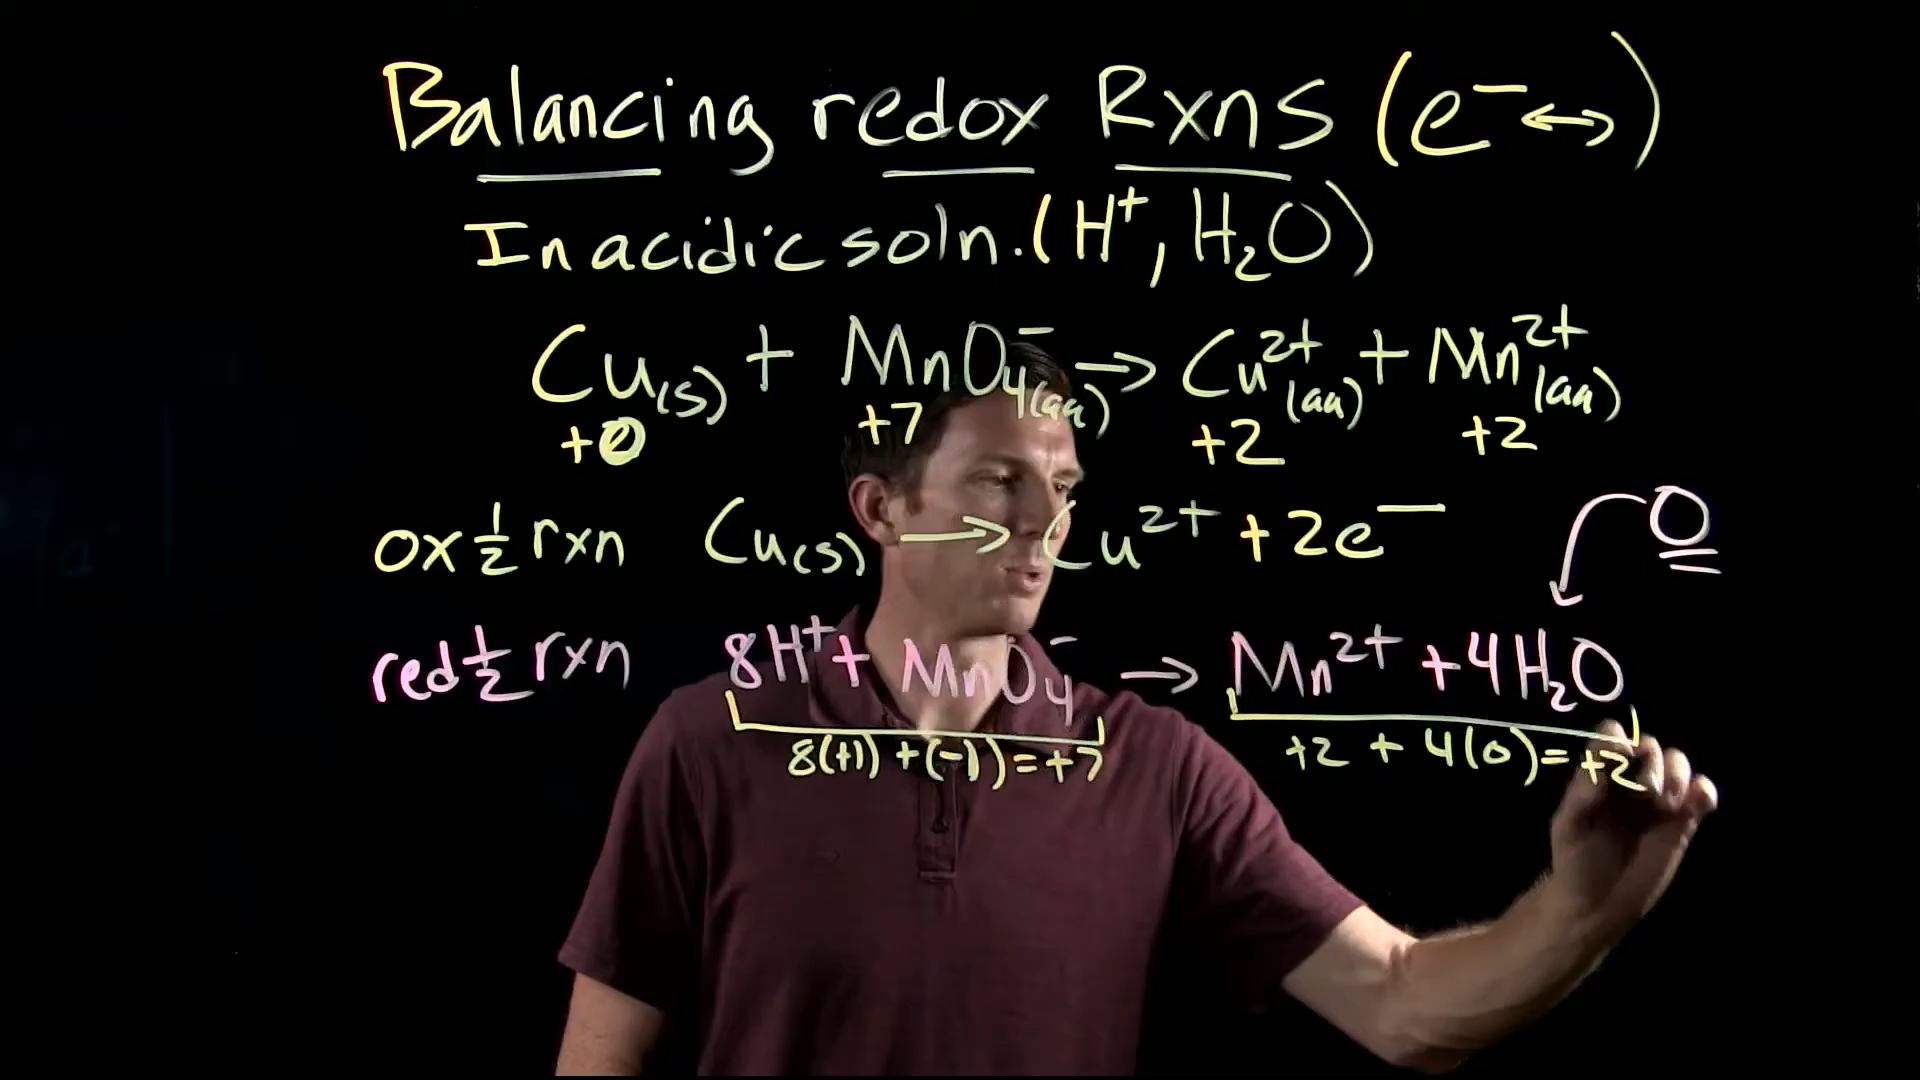 Balancing redox Rxns (e⁻ ↔)
In acidic soln. (H⁺, H₂O)
Cu(s) + MnO₄⁻(aq) → Cu²⁺(aq) + Mn²⁺(aq)
+0 +7 +2 +2
ox ½ rxn Cu(s) → Cu²⁺ + 2e⁻
O
red ½ rxn 8H⁺ + MnO₄⁻ → Mn²⁺ + 4H₂O
8(+1) + (-1) = +7 +2 + 4(0) = +2